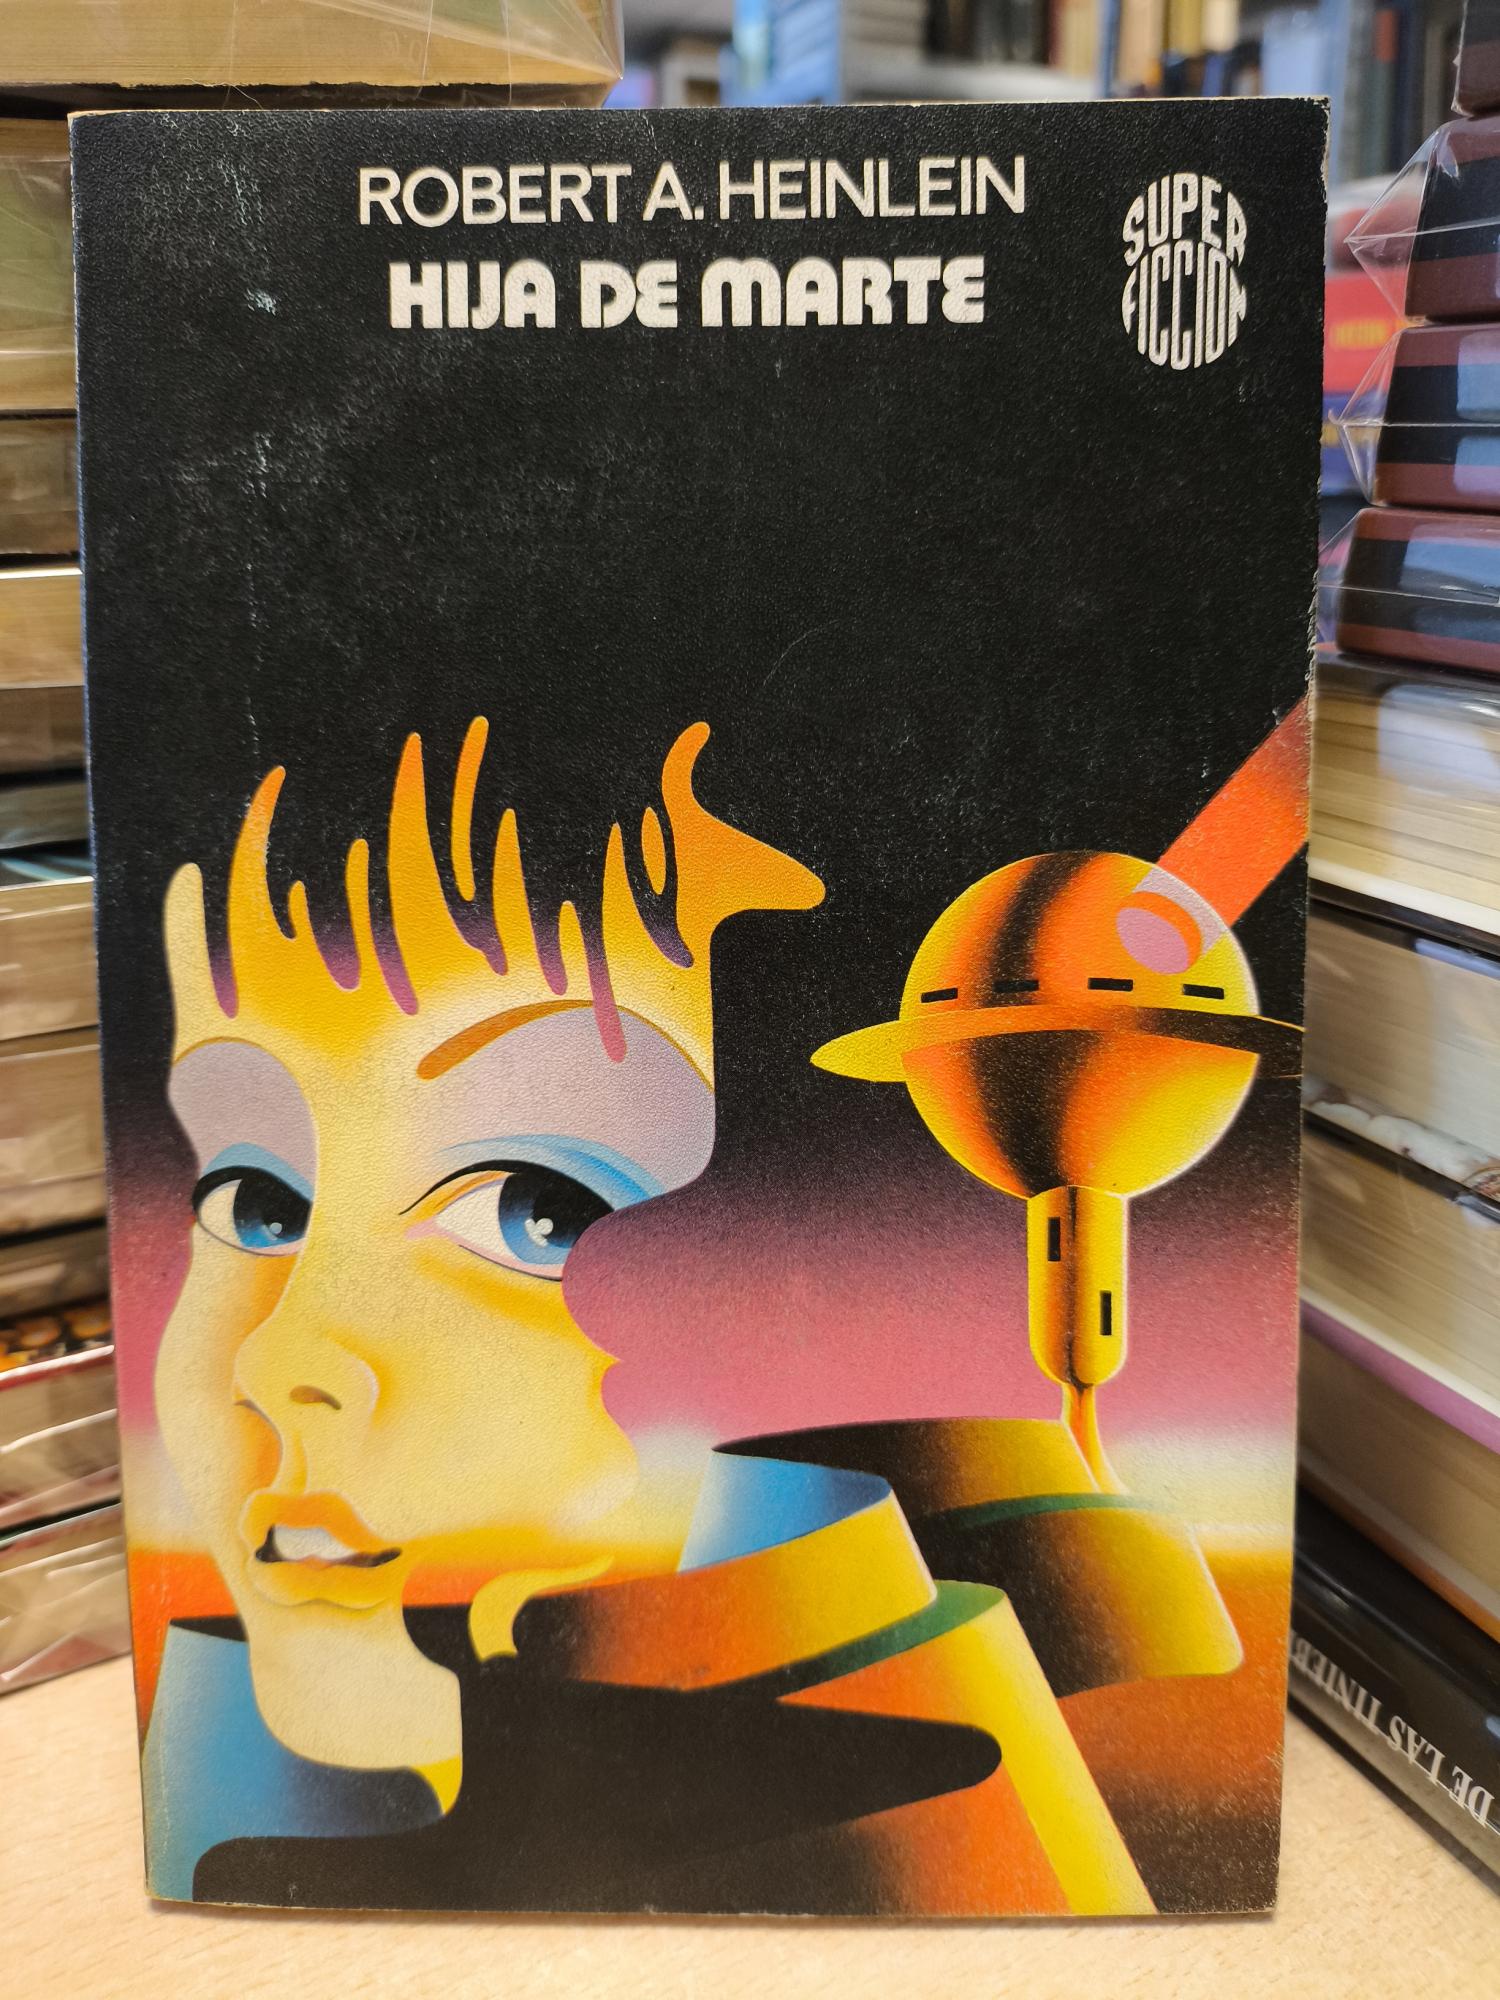 ROBERT A. HEINLEIN
HIJA DE MARTE
SUPER
FICCION
DE LAS TINIEB